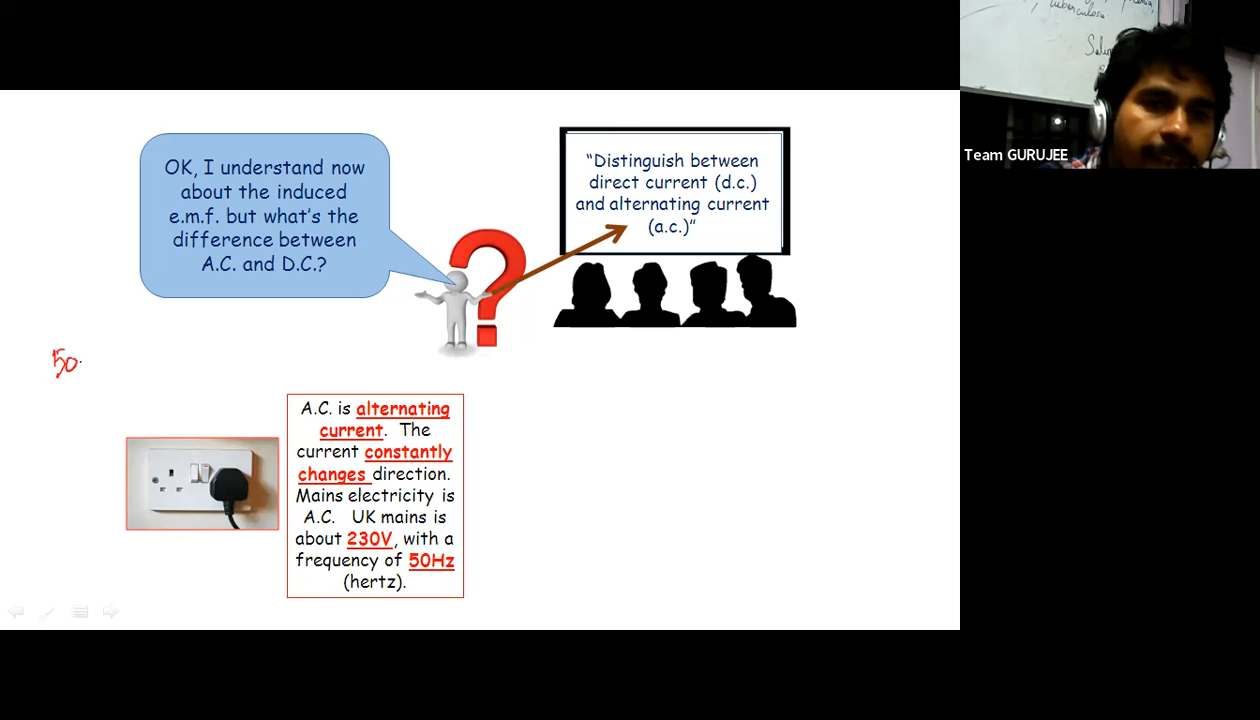 OK, I understand now
about the induced
e.m.f. but what's the
difference between
A.C. and D.C.?
"Distinguish between
direct current (d.c.)
and alternating current
(a.c.)"
Team GURUJEE
50
A.C. is alternating
current. The
current constantly
changes direction.
Mains electricity is
A.C. UK mains is
about 230V, with a
frequency of 50Hz
(hertz).